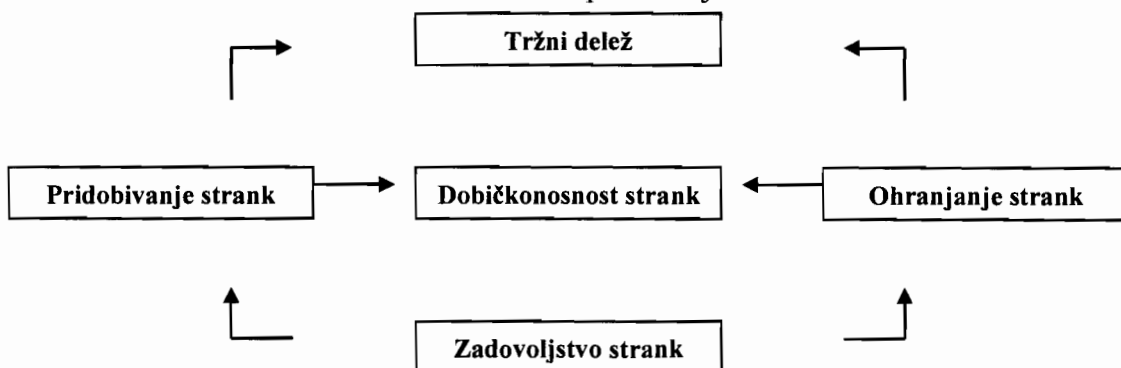 Tržni delež
Pridobivanje strank
Dobičkonosnost strank
Ohranjanje strank
Zadovoljstvo strank